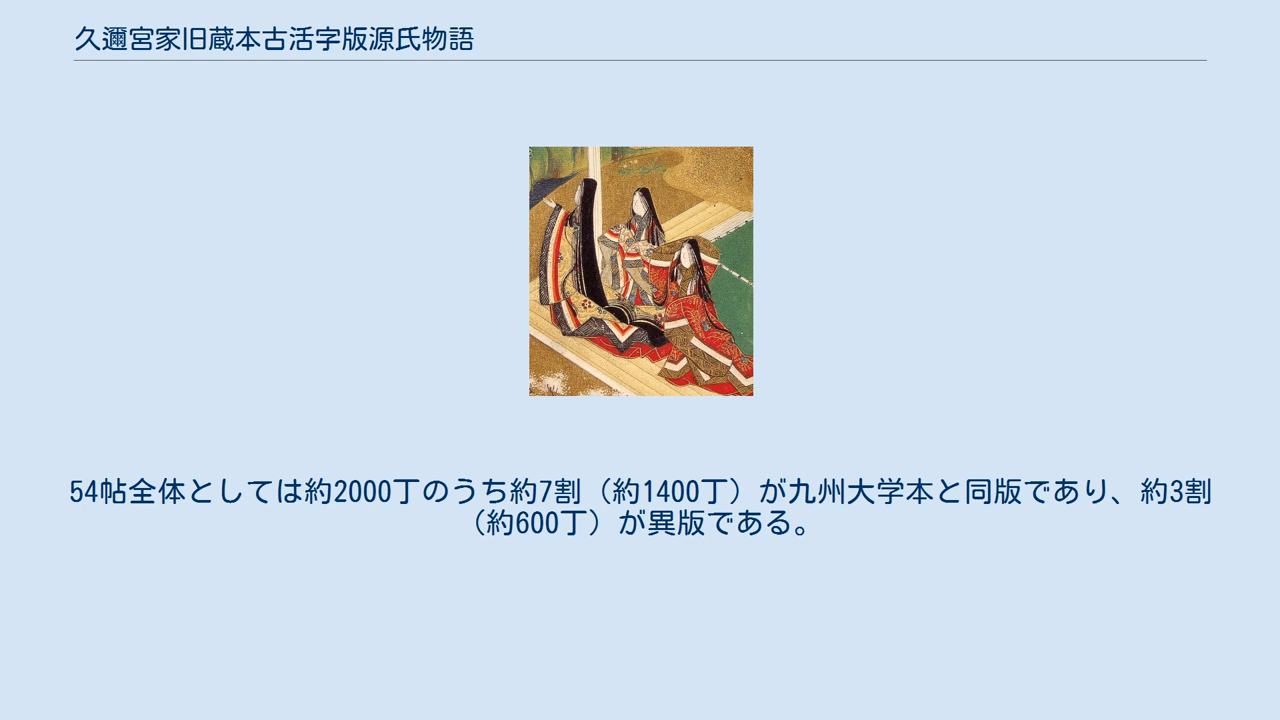 久邇宮家旧蔵本古活字版源氏物語
54帖全体としては約2000丁のうち約7割（約1400丁）が九州大学本と同版であり、約3割
（約600丁）が異版である。